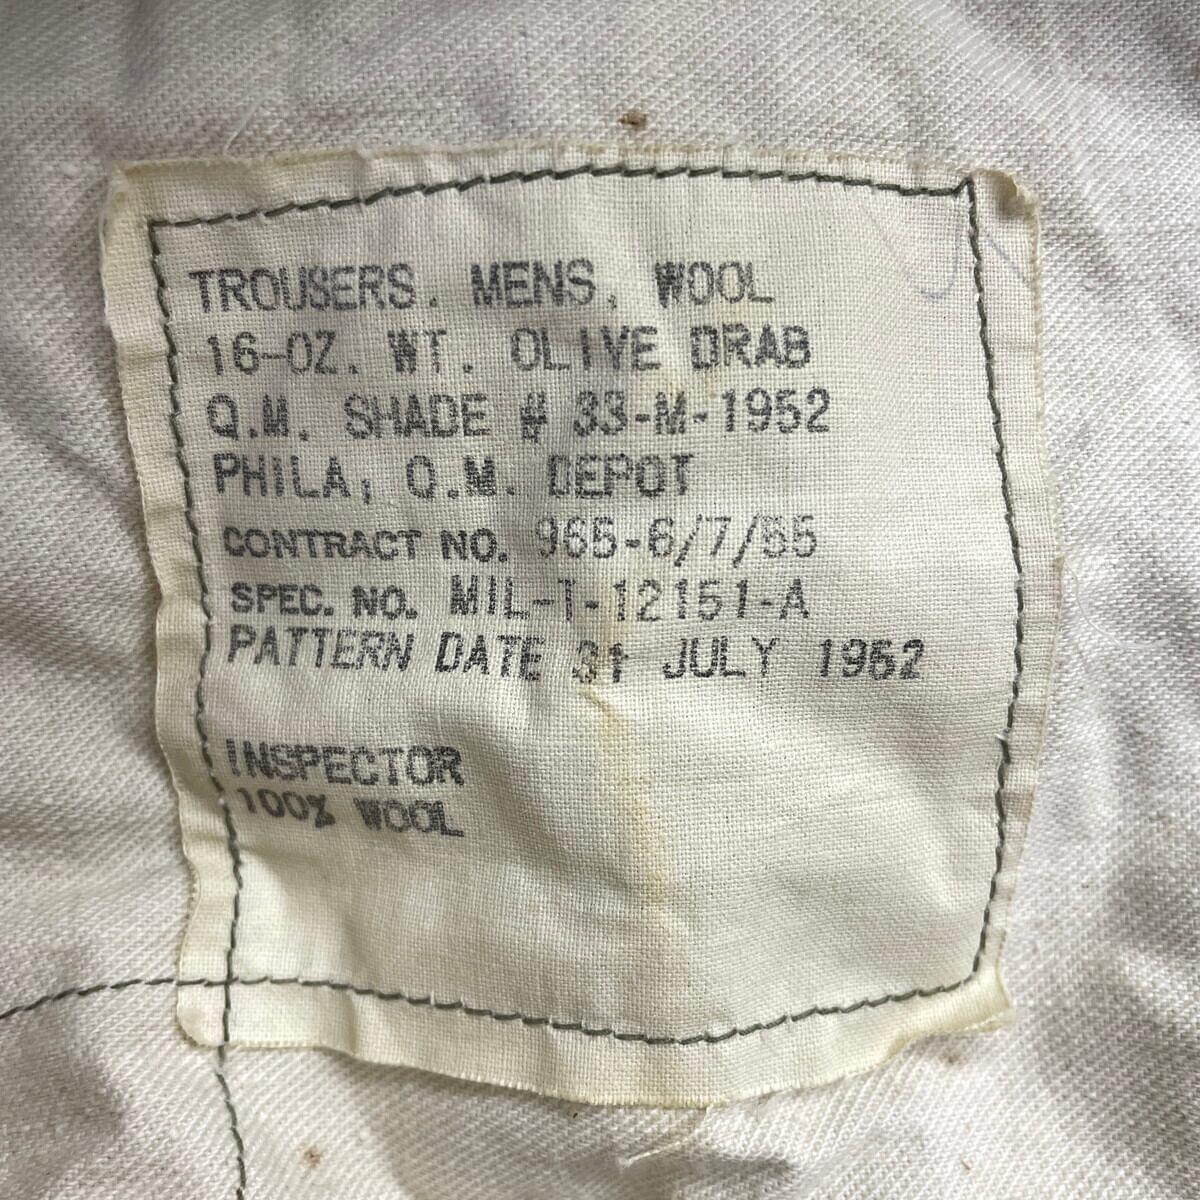 TROUSERS. MENS, WOOL
16-OZ. WT. OLIVE DRAB
Q.M. SHADE # 33-M-1952
PHILA, Q.M. DEPOT
CONTRACT NO. 965-6/7/55
SPEC. NO. MIL-T-12151-A
PATTERN DATE 31 JULY 1952
INSPECTOR
100% WOOL